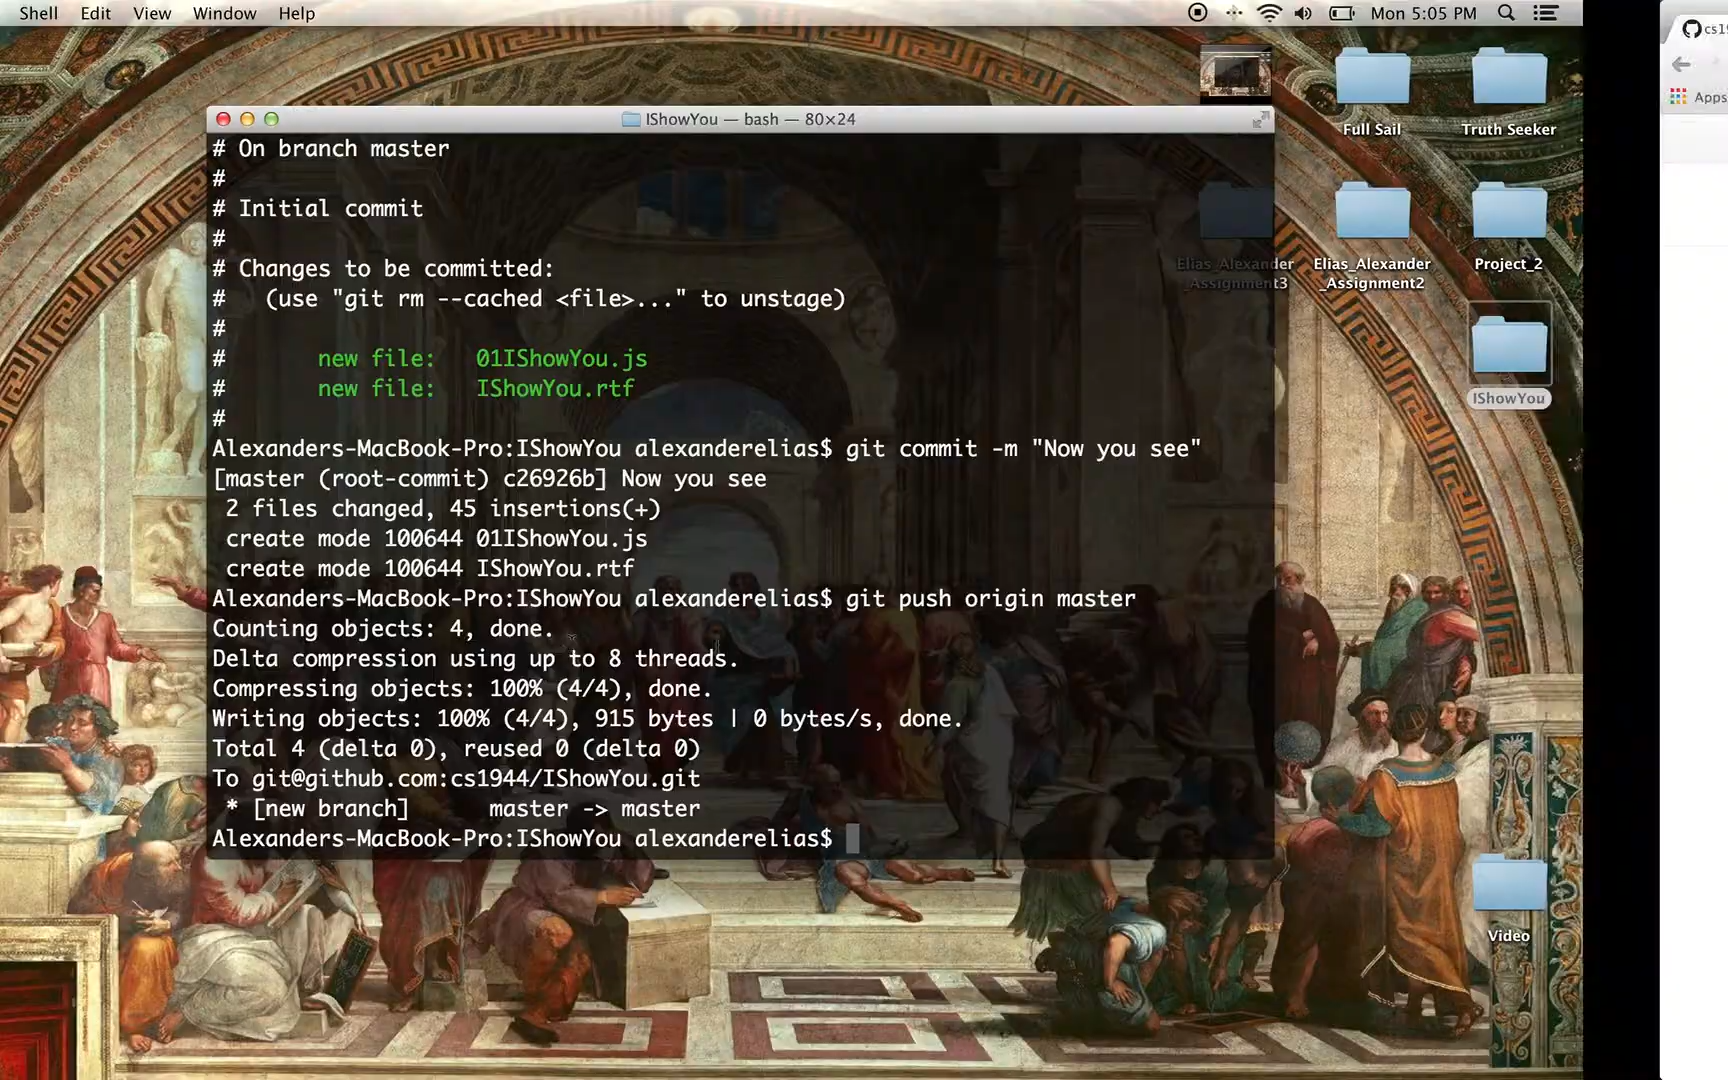 Shell Edit View Window Help
Mon 5:05 PM
cs19
Apps
Full Sail
Truth Seeker
IShowYou — bash — 80×24
# On branch master
#
# Initial commit
#
# Changes to be committed:
#   (use "git rm --cached <file>..." to unstage)
#
#       new file:   01IShowYou.js
#       new file:   IShowYou.rtf
#
Alexanders-MacBook-Pro:IShowYou alexanderelias$ git commit -m "Now you see"
[master (root-commit) c26926b] Now you see
 2 files changed, 45 insertions(+)
 create mode 100644 01IShowYou.js
 create mode 100644 IShowYou.rtf
Alexanders-MacBook-Pro:IShowYou alexanderelias$ git push origin master
Counting objects: 4, done.
Delta compression using up to 8 threads.
Compressing objects: 100% (4/4), done.
Writing objects: 100% (4/4), 915 bytes | 0 bytes/s, done.
Total 4 (delta 0), reused 0 (delta 0)
To git@github.com:cs1944/IShowYou.git
 * [new branch]      master -> master
Alexanders-MacBook-Pro:IShowYou alexanderelias$
Elias_Alexander
_Assignment3
Elias_Alexander
_Assignment2
Project_2
IShowYou
Video